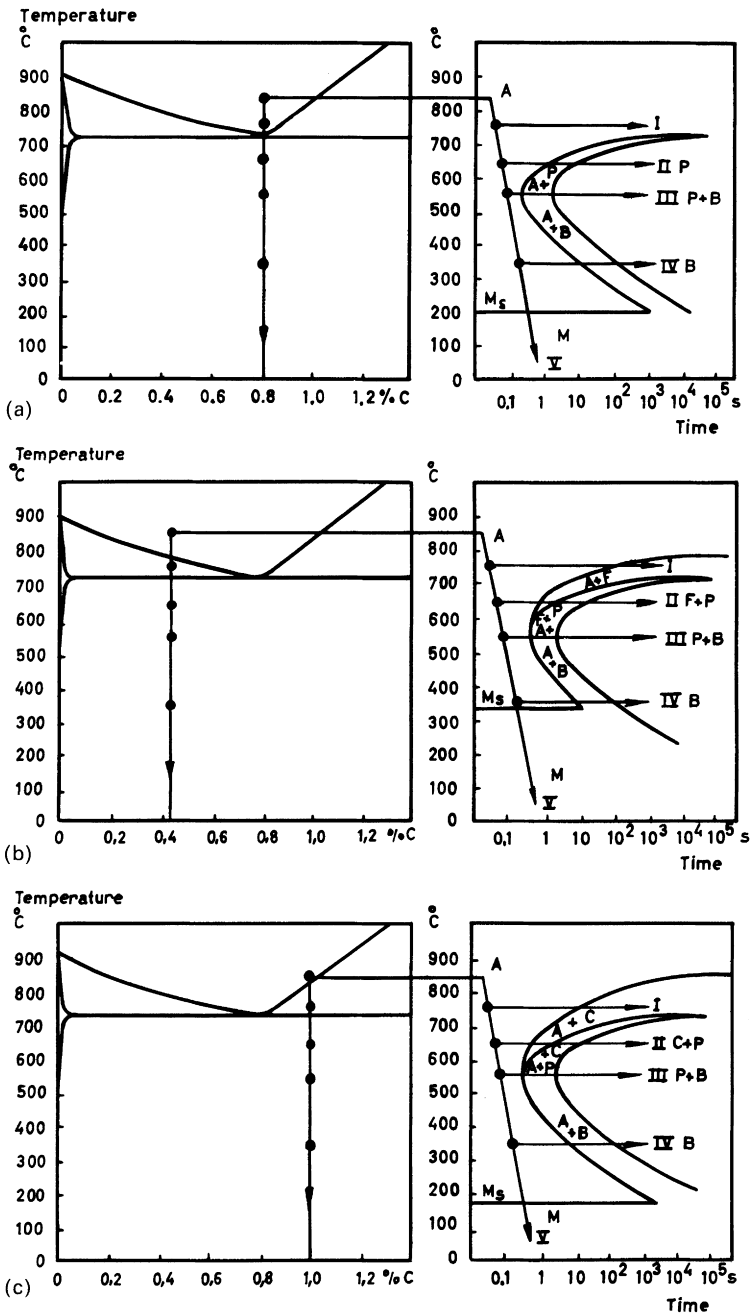 Temperature
°C
900
800
700
600
500
400
300
200
100
0
0 0.2 0.4 0.6 0.8 1,0 1,2 % C
(a)
°C
900
800
700
600
500
400
300
200
100
0
A
I
II P
III P+B
IV B
A+P
A+B
Ms
M
V
0,1 1 10 10² 10³ 10⁴ 10⁵ s
Time
Temperature
°C
900
800
700
600
500
400
300
200
100
0
0 0,2 0,4 0,6 0,8 1,0 1,2 % C
(b)
°C
900
800
700
600
500
400
300
200
100
0
A
I
A+F
II F+P
F+P
A+
III P+B
A+B
Ms
IV B
M
V
0,1 1 10 10² 10³ 10⁴ 10⁵ s
Time
Temperature
°C
900
800
700
600
500
400
300
200
100
0
0 0,2 0,4 0,6 0,8 1,0 1,2 % C
(c)
°C
900
800
700
600
500
400
300
200
100
0
A
I
A + C
II C+P
+C
A+P
III P+B
A+B
IV B
Ms
M
V
0,1 1 10 10² 10³ 10⁴ 10⁵ s
Time